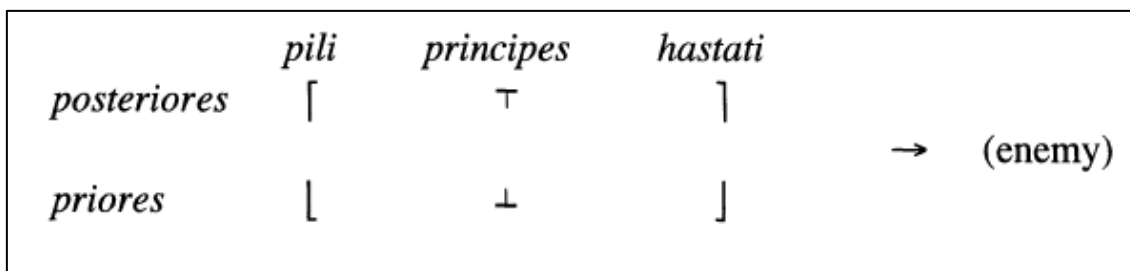 pili principes hastati
posteriores ⌈ ⊤ ⌉
→ (enemy)
priores ⌊ ⊥ ⌋